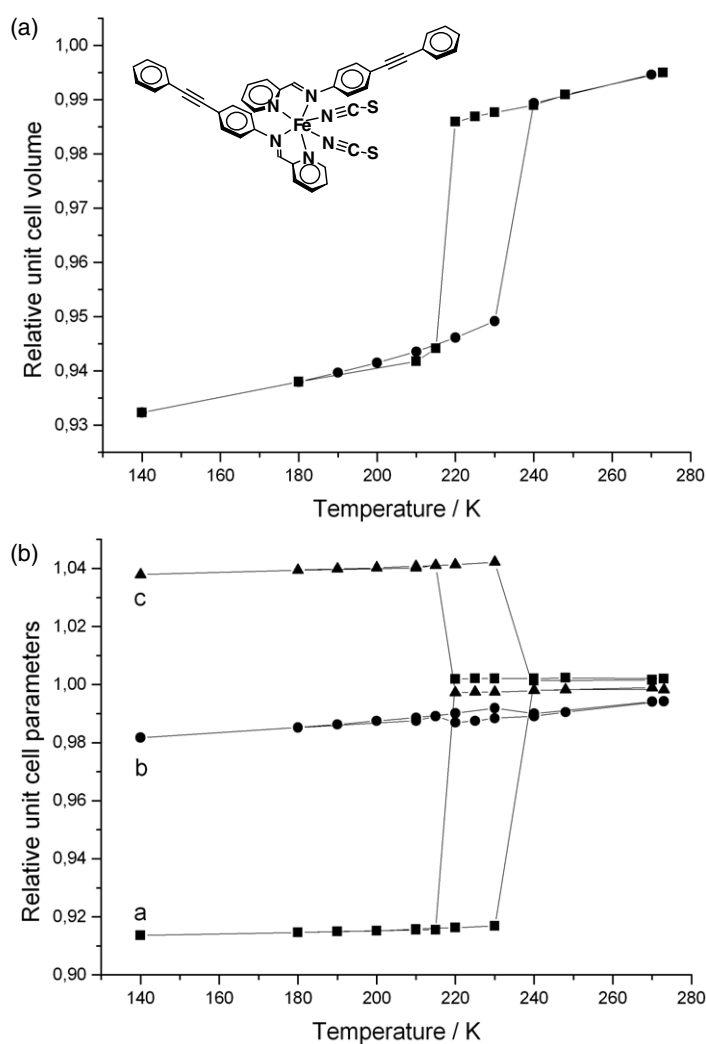 (a)
Relative unit cell volume
1,00
0,99
0,98
0,97
0,96
0,95
0,94
0,93
N
N
Fe
N≡C-S
N
N≡C-S
N
140 160 180 200 220 240 260 280
Temperature / K
(b)
Relative unit cell parameters
1,04
1,02
1,00
0,98
0,96
0,94
0,92
0,90
c
b
a
140 160 180 200 220 240 260 280
Temperature / K